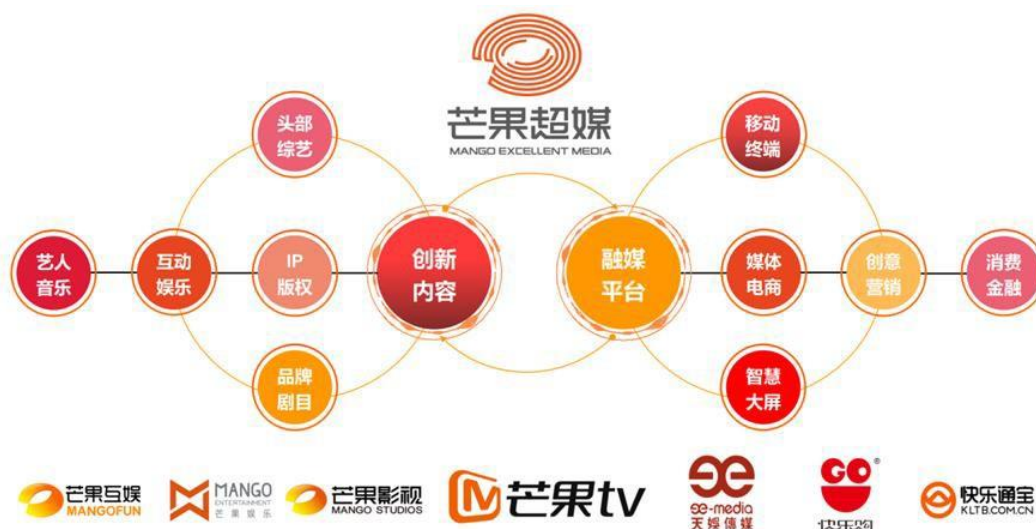 芒果超媒
MANGO EXCELLENT MEDIA
头部
综艺
移动
终端
艺人
音乐
互动
娱乐
IP
版权
创新
内容
融媒
平台
媒体
电商
创意
营销
消费
金融
品牌
剧目
智慧
大屏
芒果互娱
MANGOFUN
MANGO
ENTERTAINMENT
芒果娱乐
芒果影视
MANGO STUDIOS
芒果tv
ee-media
天娱傳媒
GO
快乐购
快乐通宝
KLTB.COM.CN